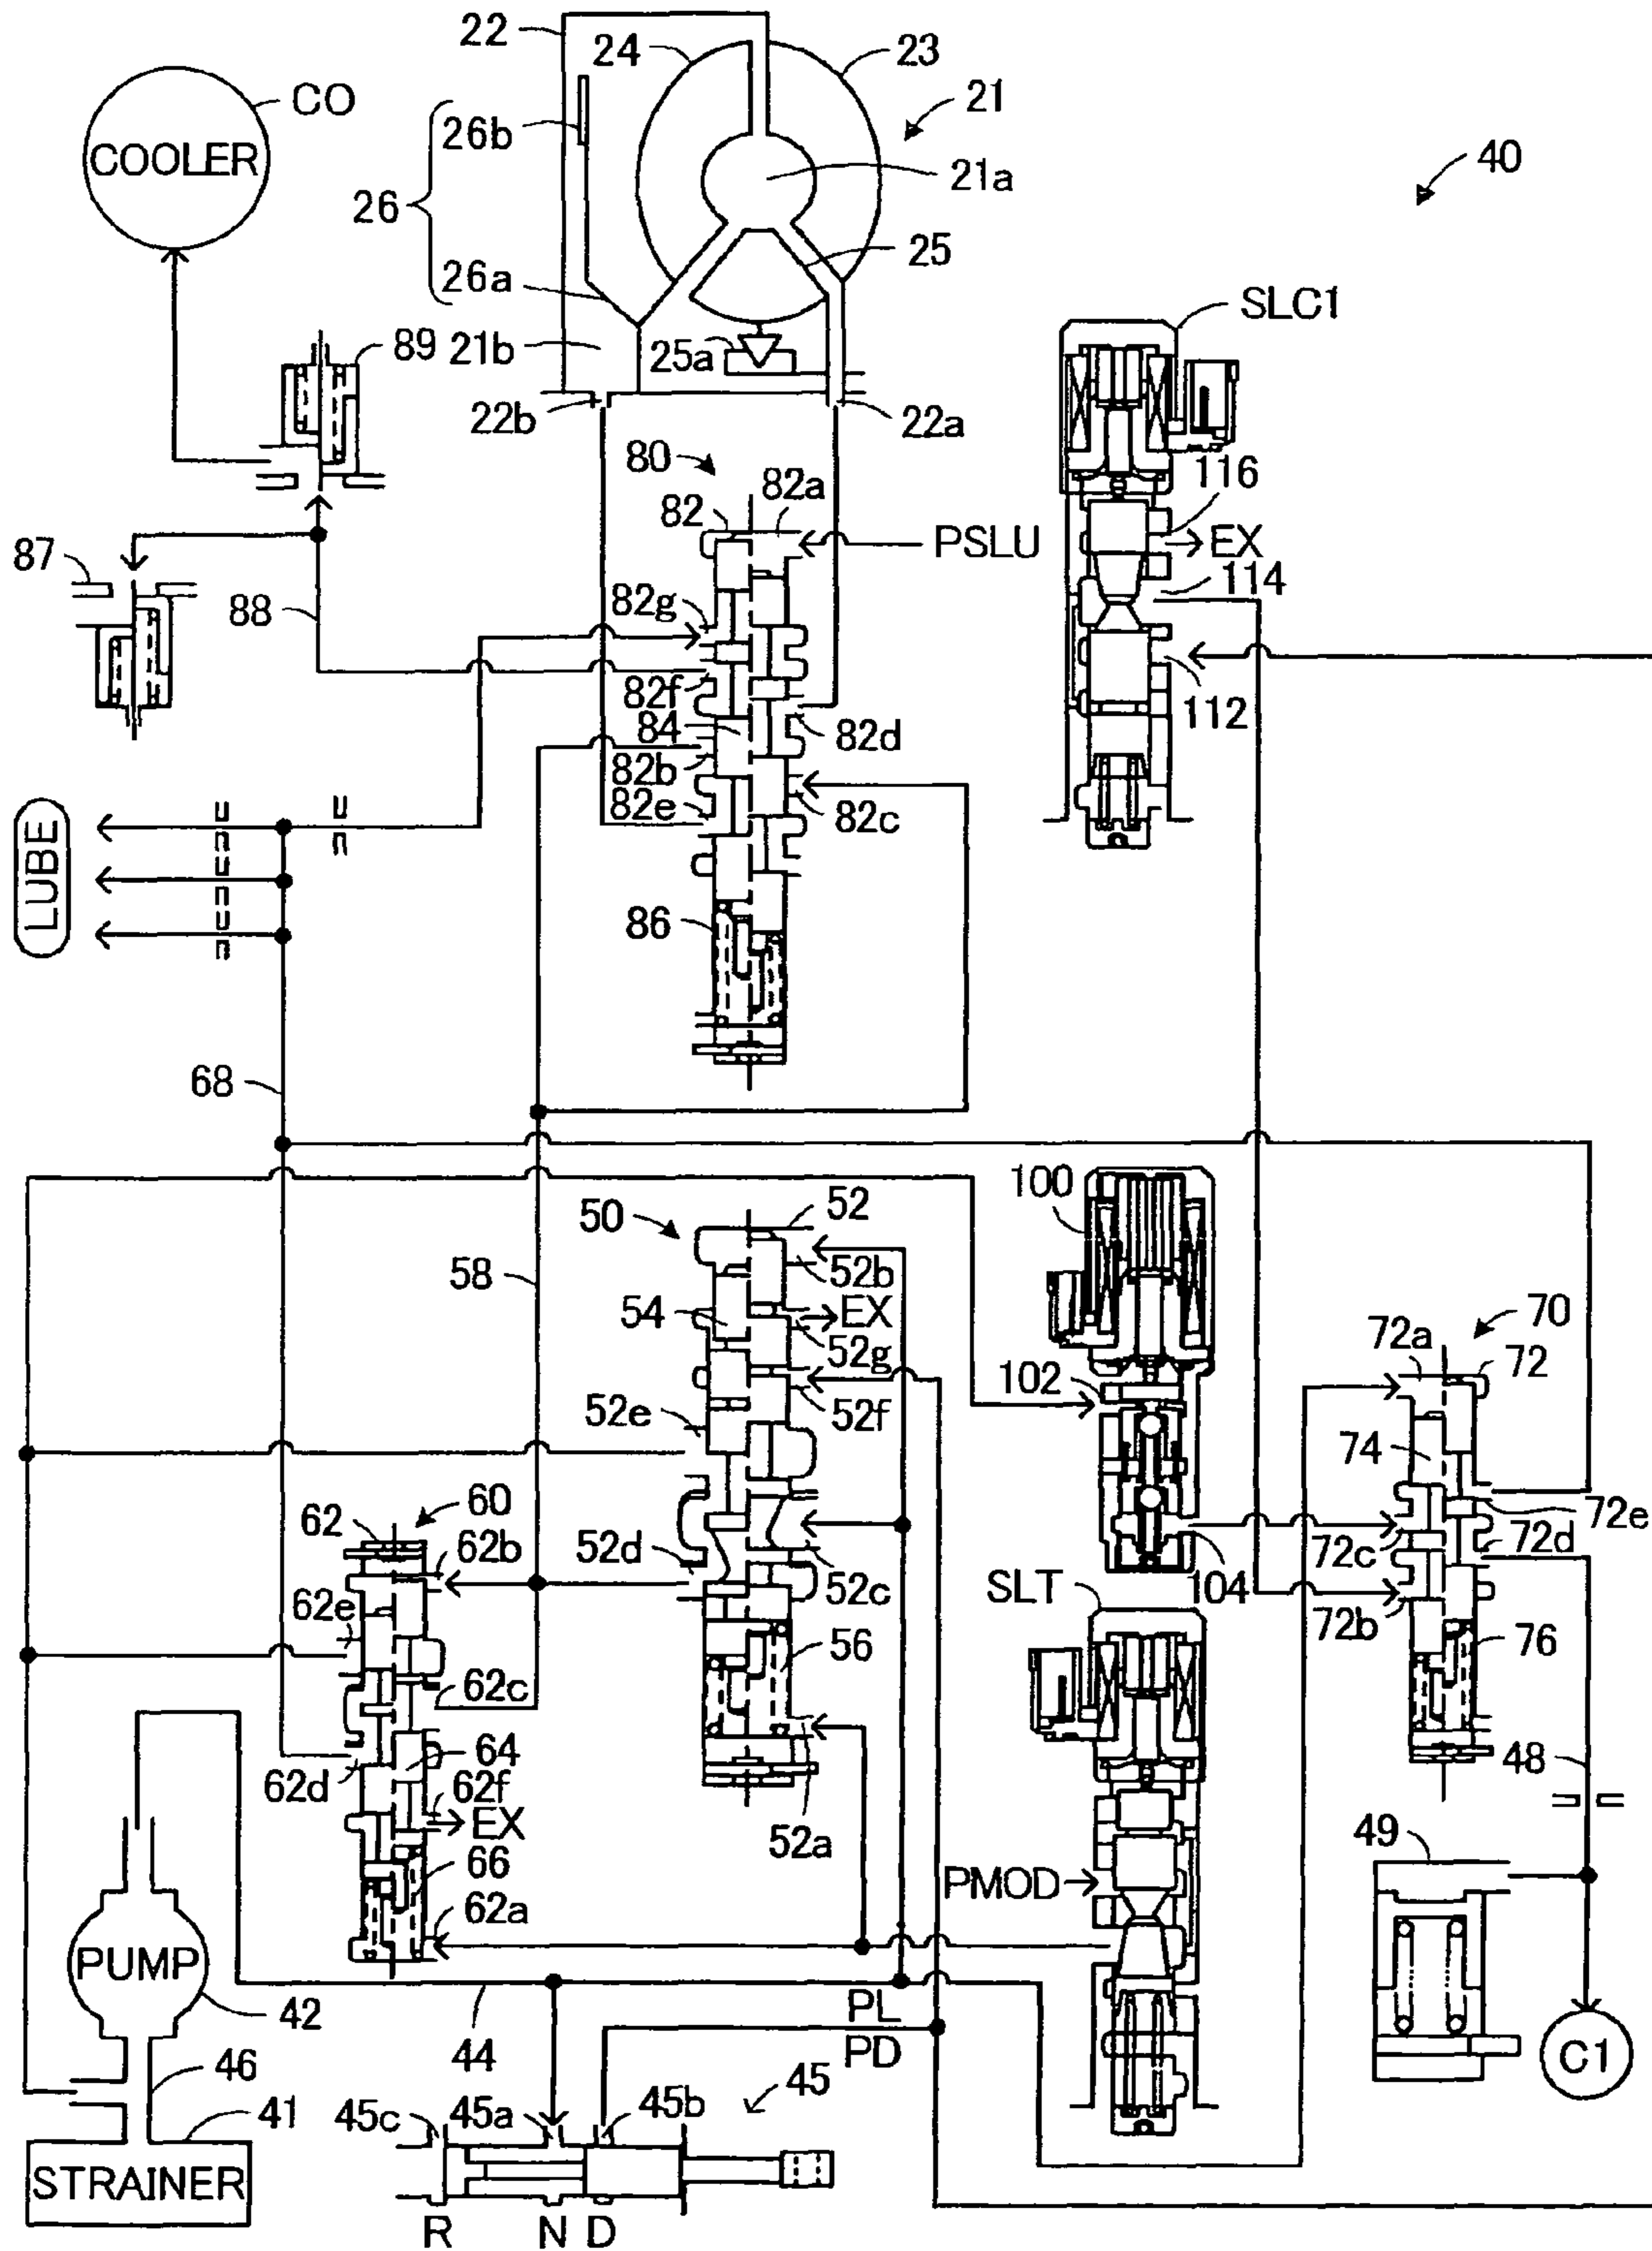 22
24
23
CO
21
26b
COOLER
40
21a
26
25
26a
SLC1
89
21b
25a
22b
22a
80
82a
116
82
87
PSLU
EX
114
88
82g
82f
112
84
82d
82b
LUBE
82e
82c
86
68
100
50
52
58
52b
54
EX
70
52g
72a
72
102
52e
52f
74
60
72e
62
62b
52d
72c
72d
SLT
104
52c
62e
72b
56
76
62c
64
48
62d
62f
EX
52a
49
66
PMOD
62a
PUMP
42
PL
44
PD
46
C1
41
45c
45a
45b
45
STRAINER
R N D